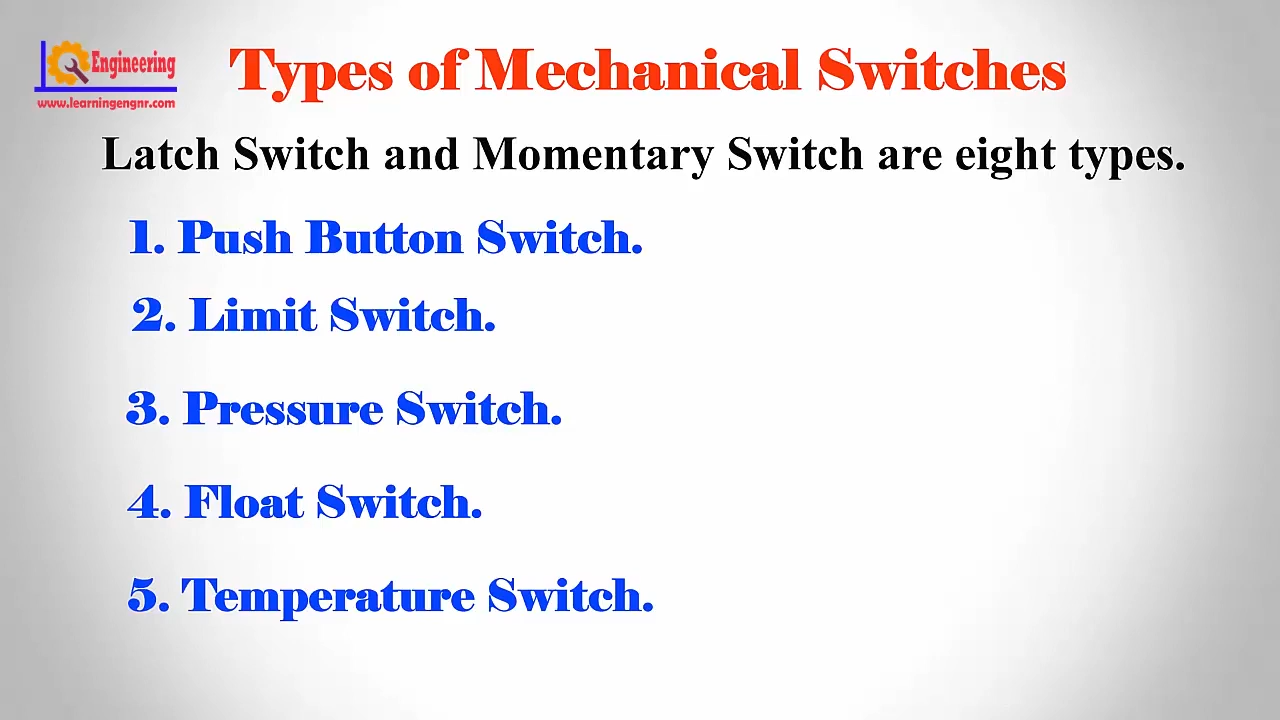 Engineering
www.learningengnr.com
Types of Mechanical Switches
Latch Switch and Momentary Switch are eight types.
1. Push Button Switch.
2. Limit Switch.
3. Pressure Switch.
4. Float Switch.
5. Temperature Switch.